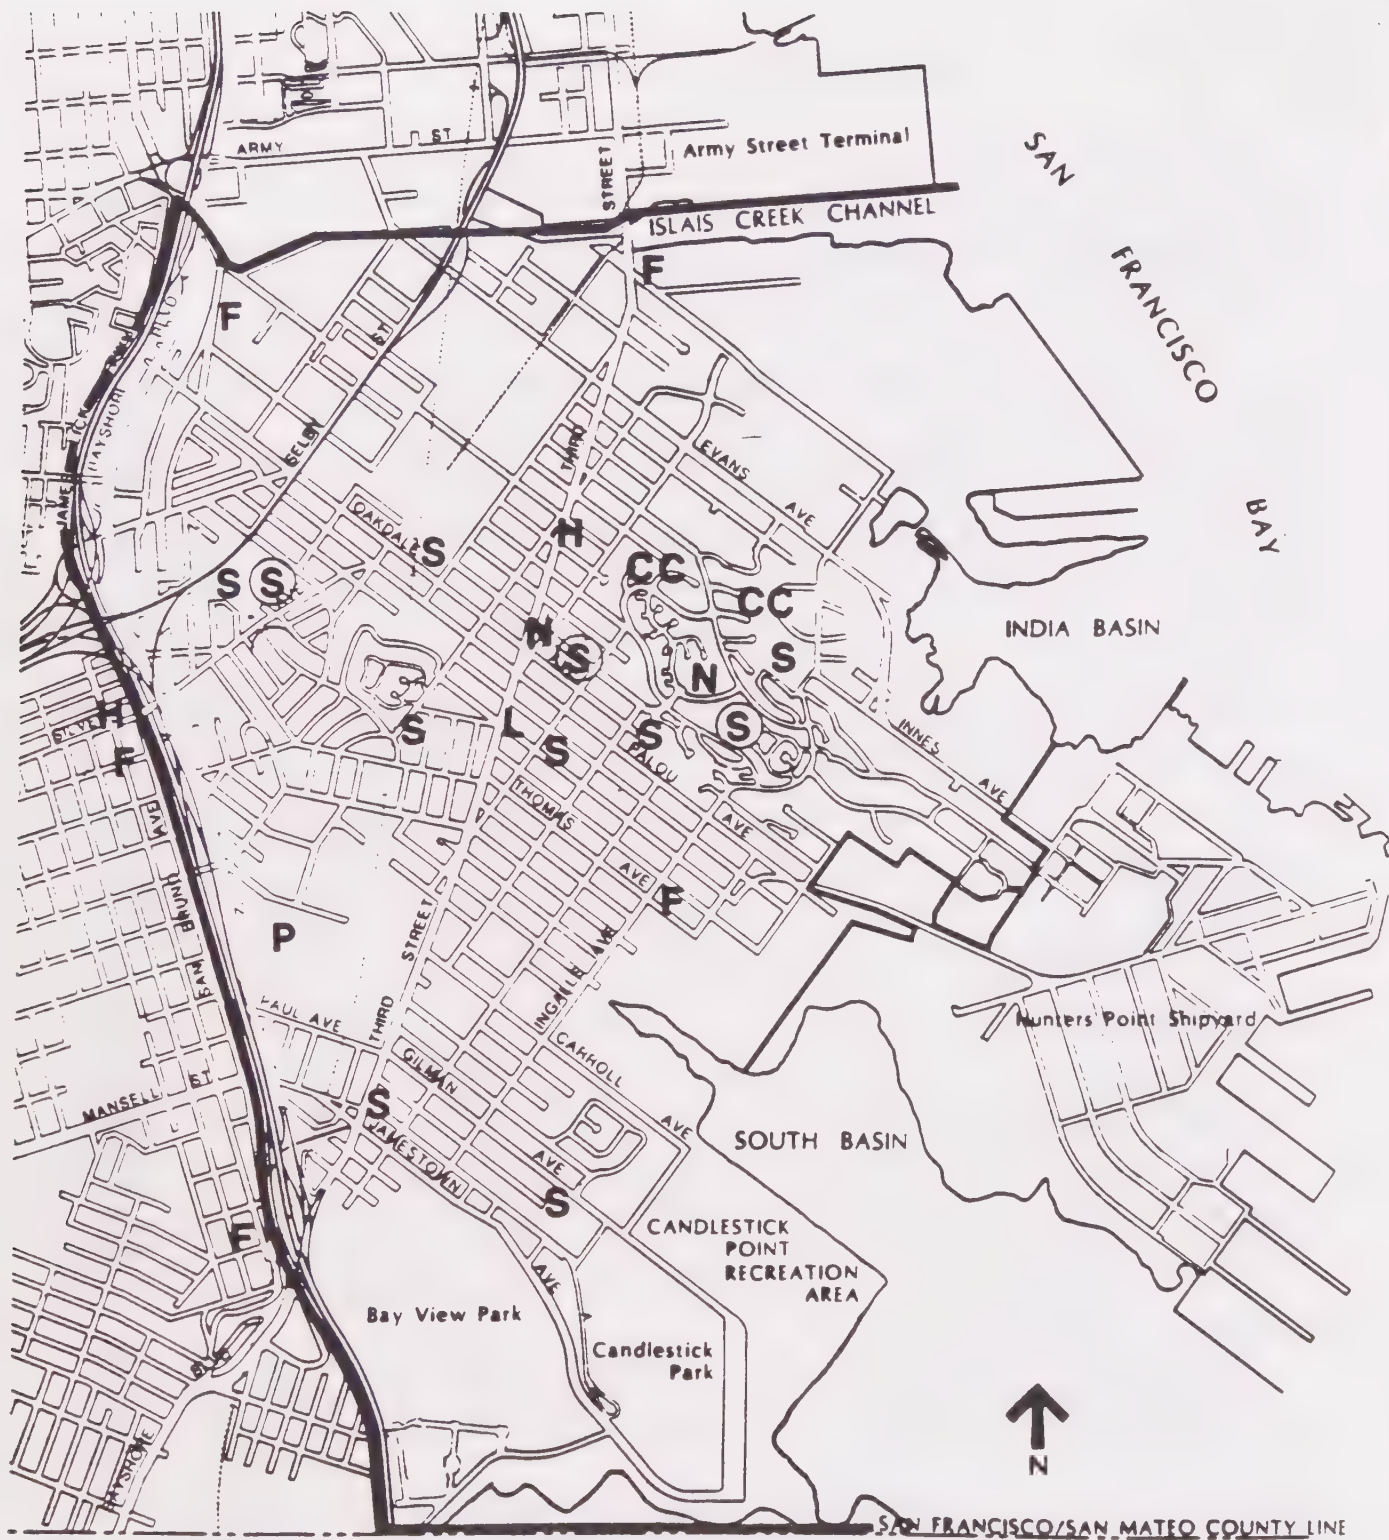 ARMY
ST
STREET
Army Street Terminal
SAN
FRANCISCO
BAY
ISLAIS CREEK CHANNEL
F
F
ST
SELBY
JAMES LICK
BAYSHORE
THIRD
EVANS
AVE
OAKDALE
S
H
S
S
CC
CC
INDIA BASIN
H
S
N
S
H
F
S
L
S
S
S
PALOU
AVE
INNES
AVE
THOMAS
AVE
F
AVE
BRUNO
SAN
P
STREET
THIRD
INGALLS AVE
PAUL AVE
GILMAN
AVE
CARROLL
AVE
Hunters Point Shipyard
MANSELL ST
S
JAMESTOWN
AVE
S
SOUTH BASIN
CANDLESTICK
POINT
RECREATION
AREA
F
Bay View Park
Candlestick
Park
BLVD
BAYSHORE
N
SAN FRANCISCO/SAN MATEO COUNTY LINE